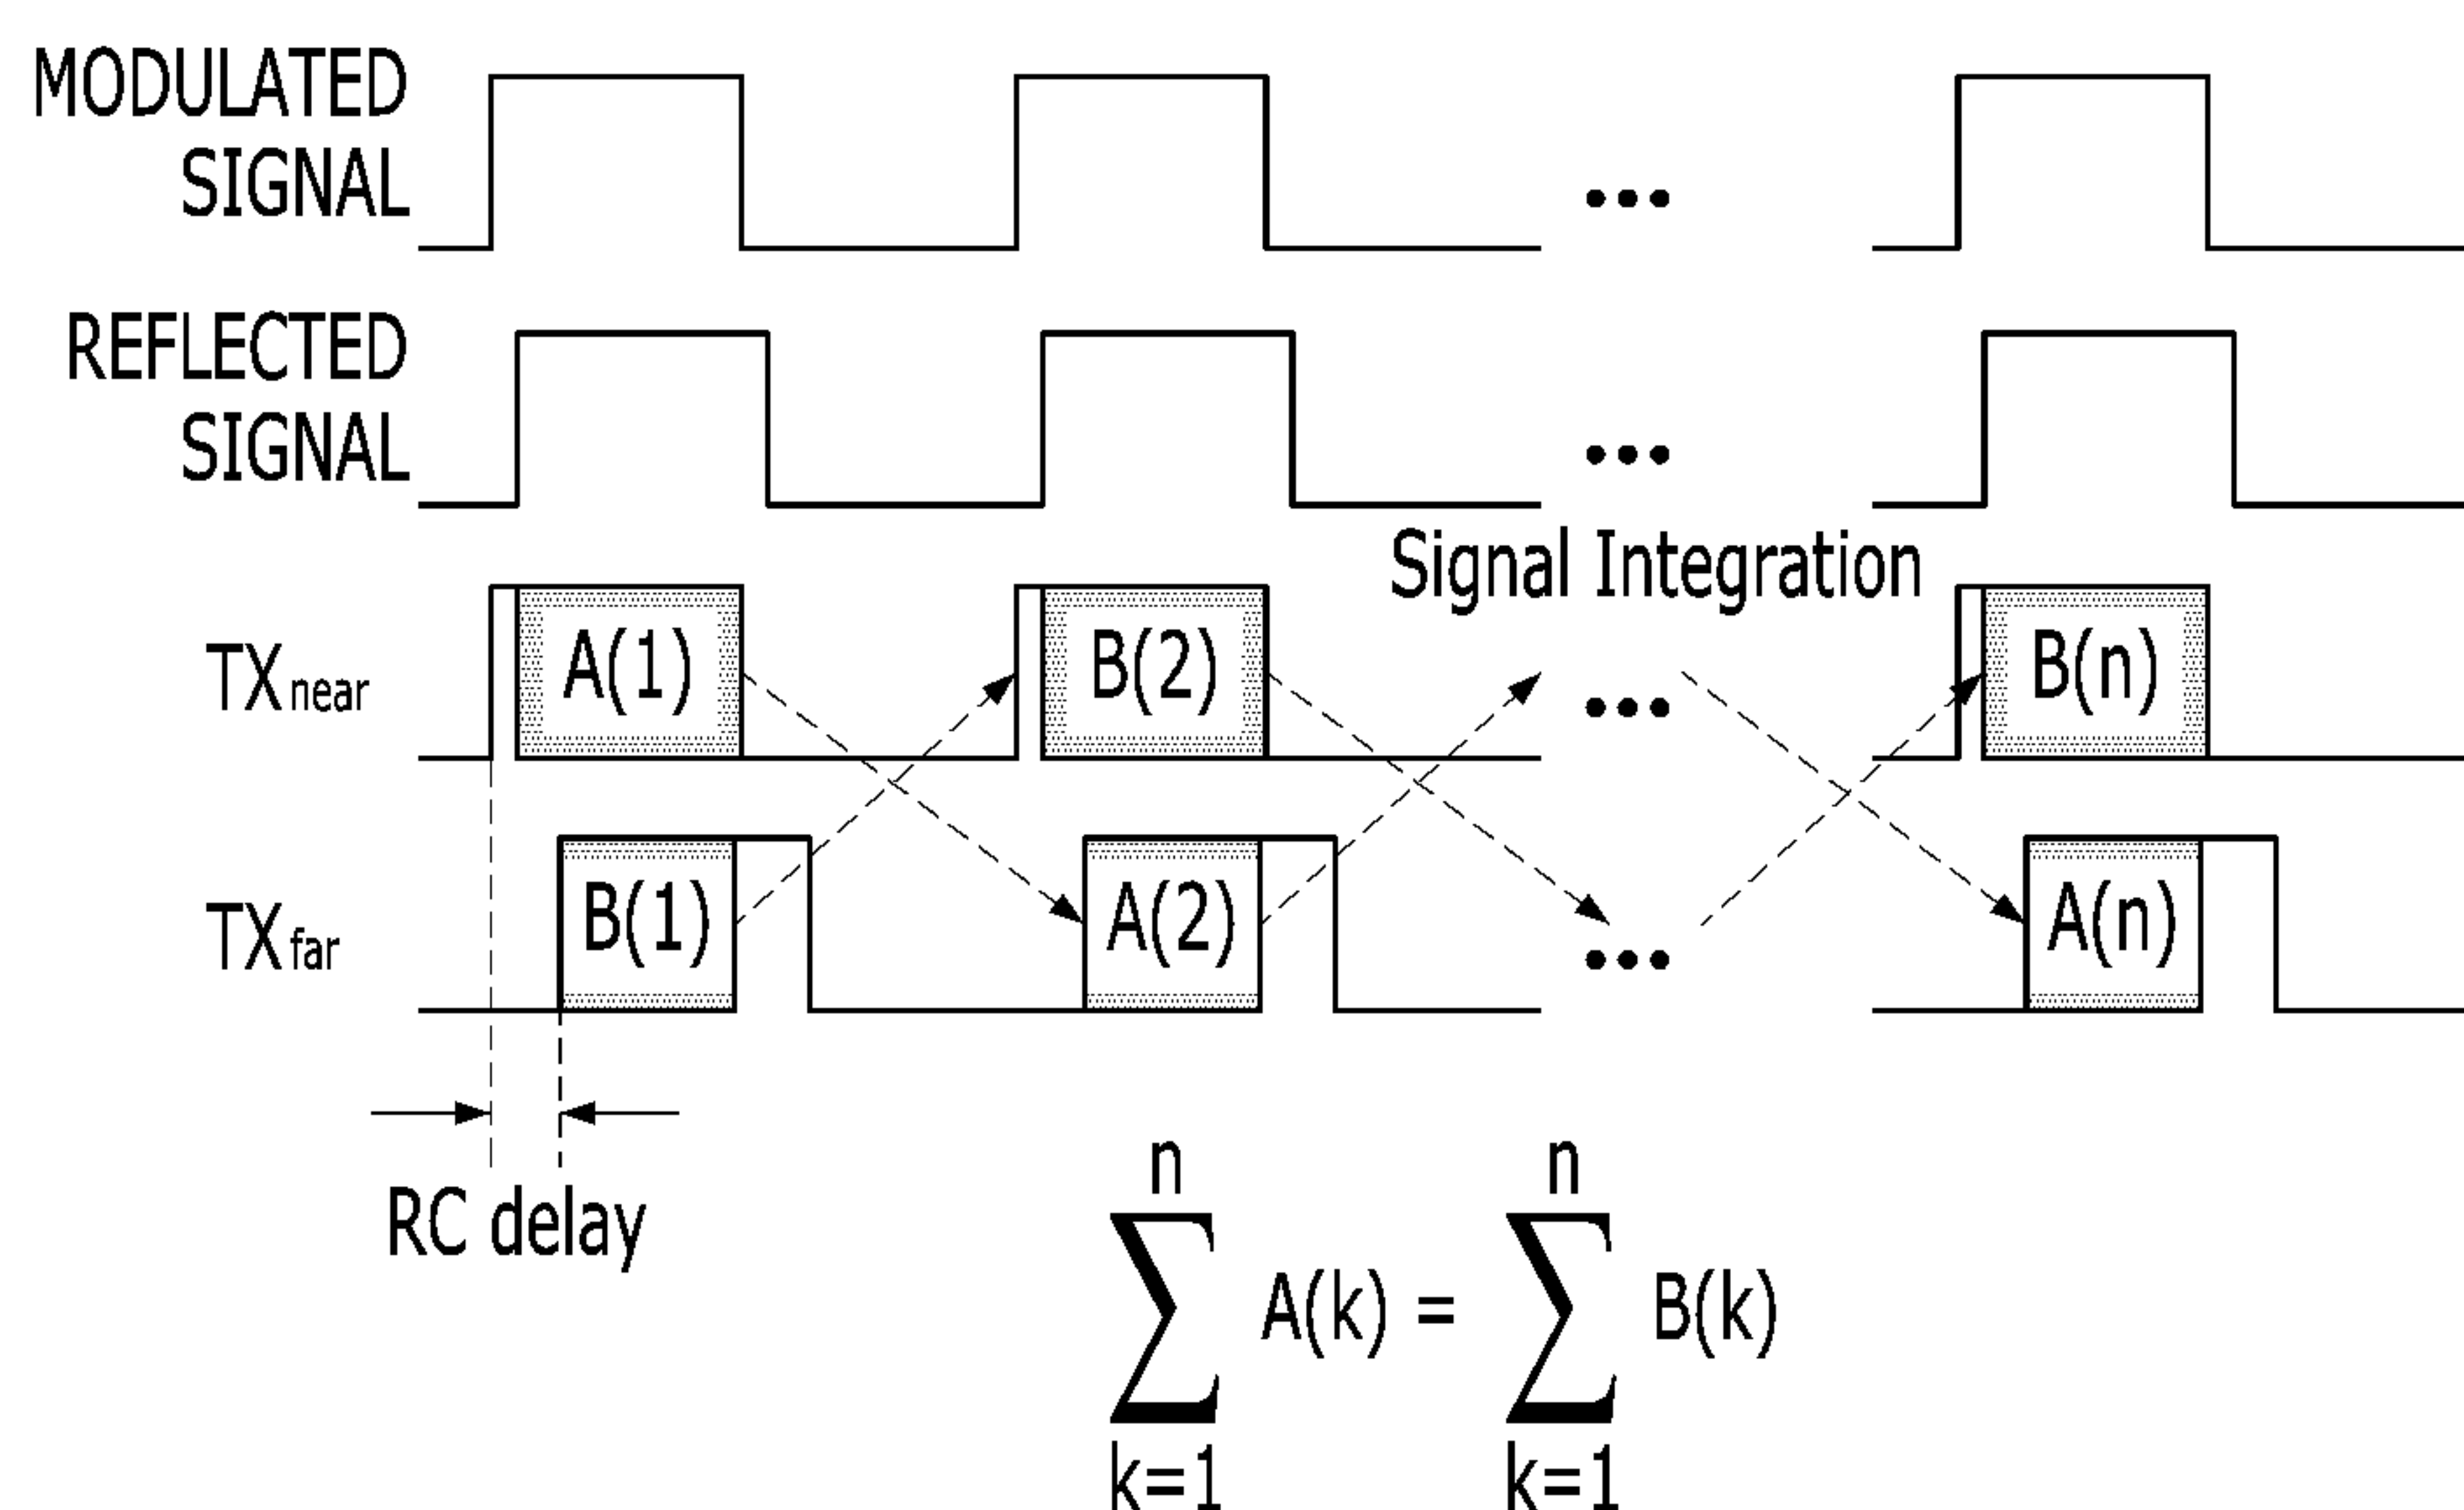 MODULATED
SIGNAL
REFLECTED
SIGNAL
Signal Integration
TXnear
A(1)
B(2)
B(n)
TXfar
B(1)
A(2)
A(n)
RC delay
n
n
∑ A(k) = ∑ B(k)
k=1
k=1